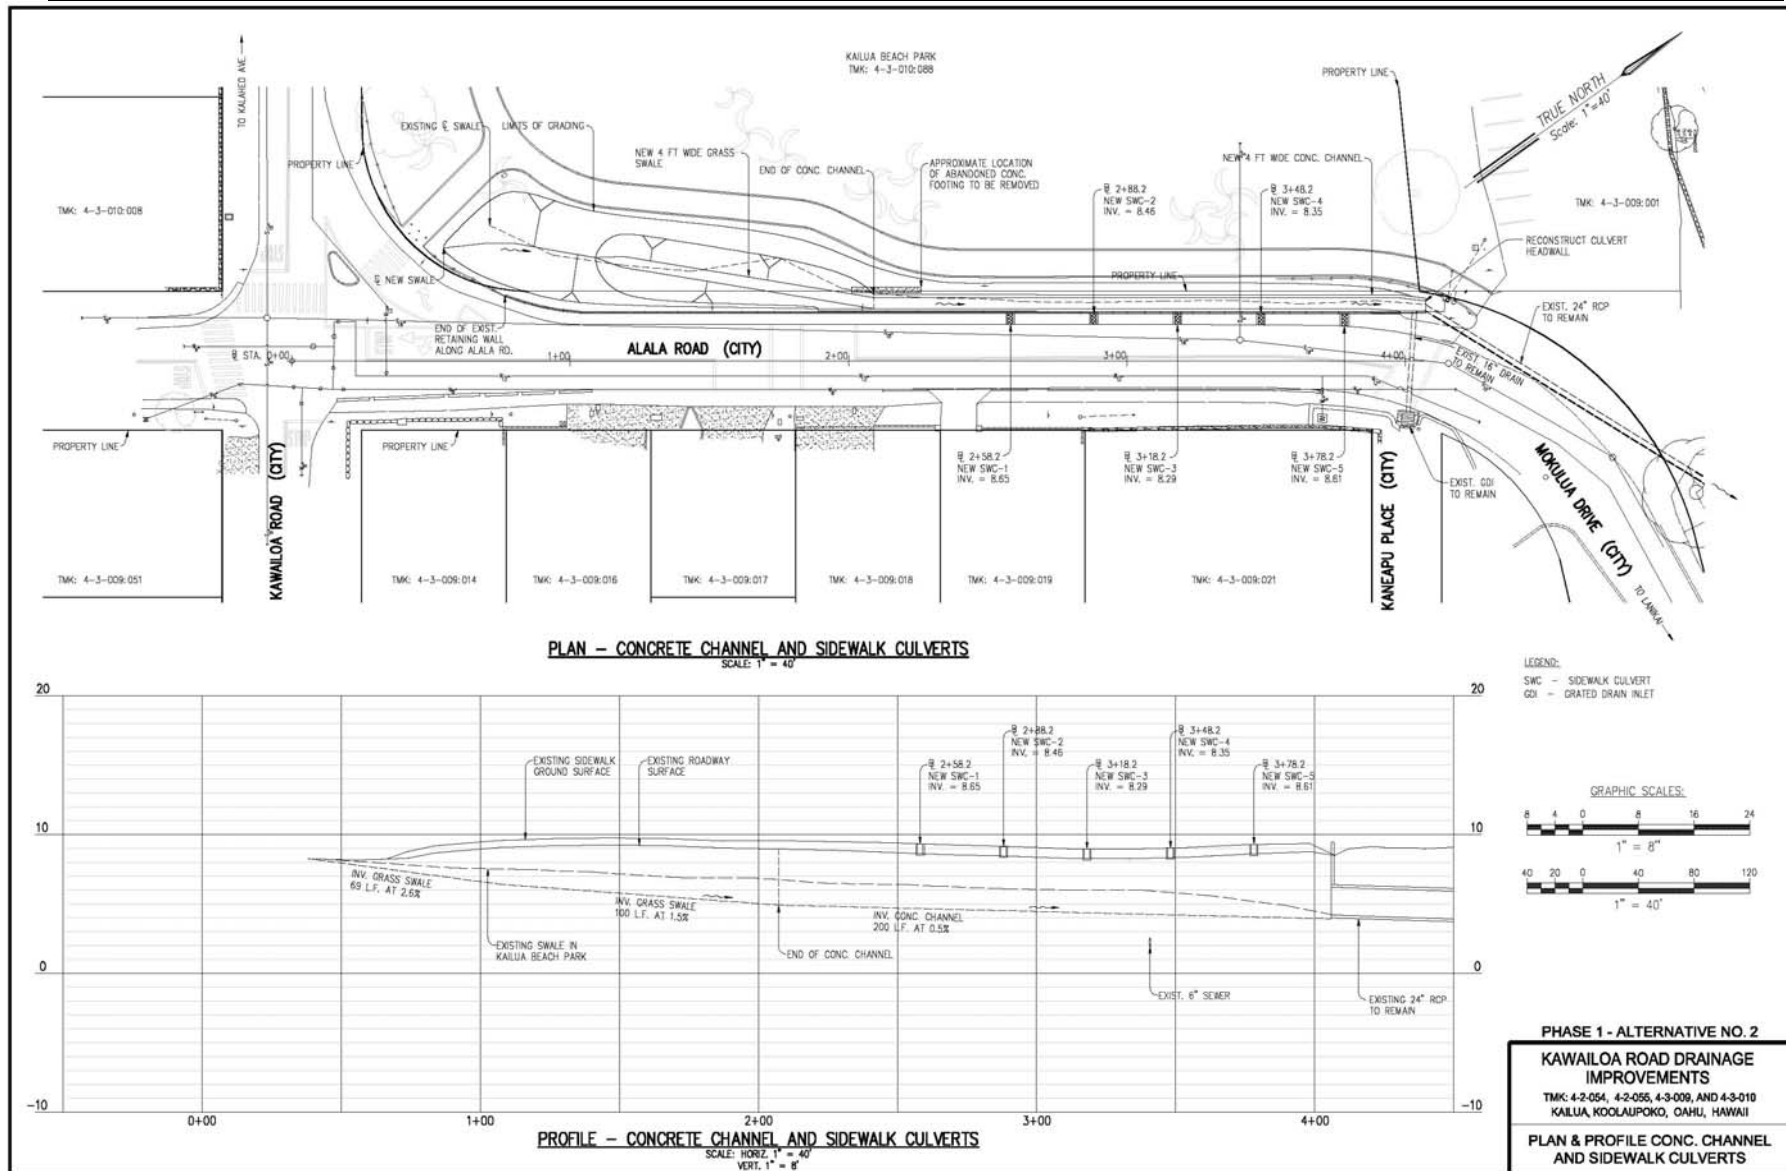 KAILUA BEACH PARK
TMK: 4-3-010:088
TO KALAHEO AVE.
PROPERTY LINE
TRUE NORTH
Scale: 1"=40'
EXISTING ℄ SWALE
LIMITS OF GRADING
NEW 4 FT WIDE GRASS
SWALE
END OF CONC. CHANNEL
APPROXIMATE LOCATION
OF ABANDONED CONC.
FOOTING TO BE REMOVED
NEW 4 FT WIDE CONC. CHANNEL
PROPERTY LINE
℄ 2+88.2
NEW SWC-2
INV. = 8.46
℄ 3+48.2
NEW SWC-4
INV. = 8.35
TMK: 4-3-010:008
TMK: 4-3-009:001
RECONSTRUCT CULVERT
HEADWALL
℄ NEW SWALE
PROPERTY LINE
EXIST. 24" RCP
TO REMAIN
END OF EXIST.
RETAINING WALL
ALONG ALALA RD.
STOP
℄ STA. 0+00
1+00
ALALA ROAD (CITY)
2+00
3+00
4+00
EXIST. 16" DRAIN
TO REMAIN
PROPERTY LINE
PROPERTY LINE
℄ 2+58.2
NEW SWC-1
INV. = 8.65
℄ 3+18.2
NEW SWC-3
INV. = 8.29
℄ 3+78.2
NEW SWC-5
INV. = 8.61
EXIST. GDI
TO REMAIN
KAWAILOA ROAD (CITY)
KANEAPU PLACE (CITY)
MOKULUA DRIVE (CITY)
TO LANIKAI
TMK: 4-3-009:051
TMK: 4-3-009:014
TMK: 4-3-009:016
TMK: 4-3-009:017
TMK: 4-3-009:018
TMK: 4-3-009:019
TMK: 4-3-009:021
PLAN – CONCRETE CHANNEL AND SIDEWALK CULVERTS
SCALE: 1" = 40'
LEGEND:
SWC – SIDEWALK CULVERT
GDI – GRATED DRAIN INLET
20
20
EXISTING SIDEWALK
GROUND SURFACE
EXISTING ROADWAY
SURFACE
℄ 2+58.2
NEW SWC-1
INV. = 8.65
℄ 2+88.2
NEW SWC-2
INV. = 8.46
℄ 3+18.2
NEW SWC-3
INV. = 8.29
℄ 3+48.2
NEW SWC-4
INV. = 8.35
℄ 3+78.2
NEW SWC-5
INV. = 8.61
GRAPHIC SCALES:
8 4 0 8 16 24
1" = 8"
40 20 0 40 80 120
1" = 40'
10
10
INV. GRASS SWALE
69 L.F. AT 2.6%
INV. GRASS SWALE
100 L.F. AT 1.5%
INV. CONC. CHANNEL
200 L.F. AT 0.5%
EXISTING SWALE IN
KAILUA BEACH PARK
END OF CONC. CHANNEL
0
0
EXIST. 6" SEWER
EXISTING 24" RCP
TO REMAIN
-10
-10
0+00
1+00
2+00
3+00
4+00
PROFILE – CONCRETE CHANNEL AND SIDEWALK CULVERTS
SCALE: HORIZ. 1" = 40'
VERT. 1" = 8'
PHASE 1 - ALTERNATIVE NO. 2
KAWAILOA ROAD DRAINAGE
IMPROVEMENTS
TMK: 4-2-054, 4-2-055, 4-3-009, AND 4-3-010
KAILUA, KOOLAUPOKO, OAHU, HAWAII
PLAN & PROFILE CONC. CHANNEL
AND SIDEWALK CULVERTS